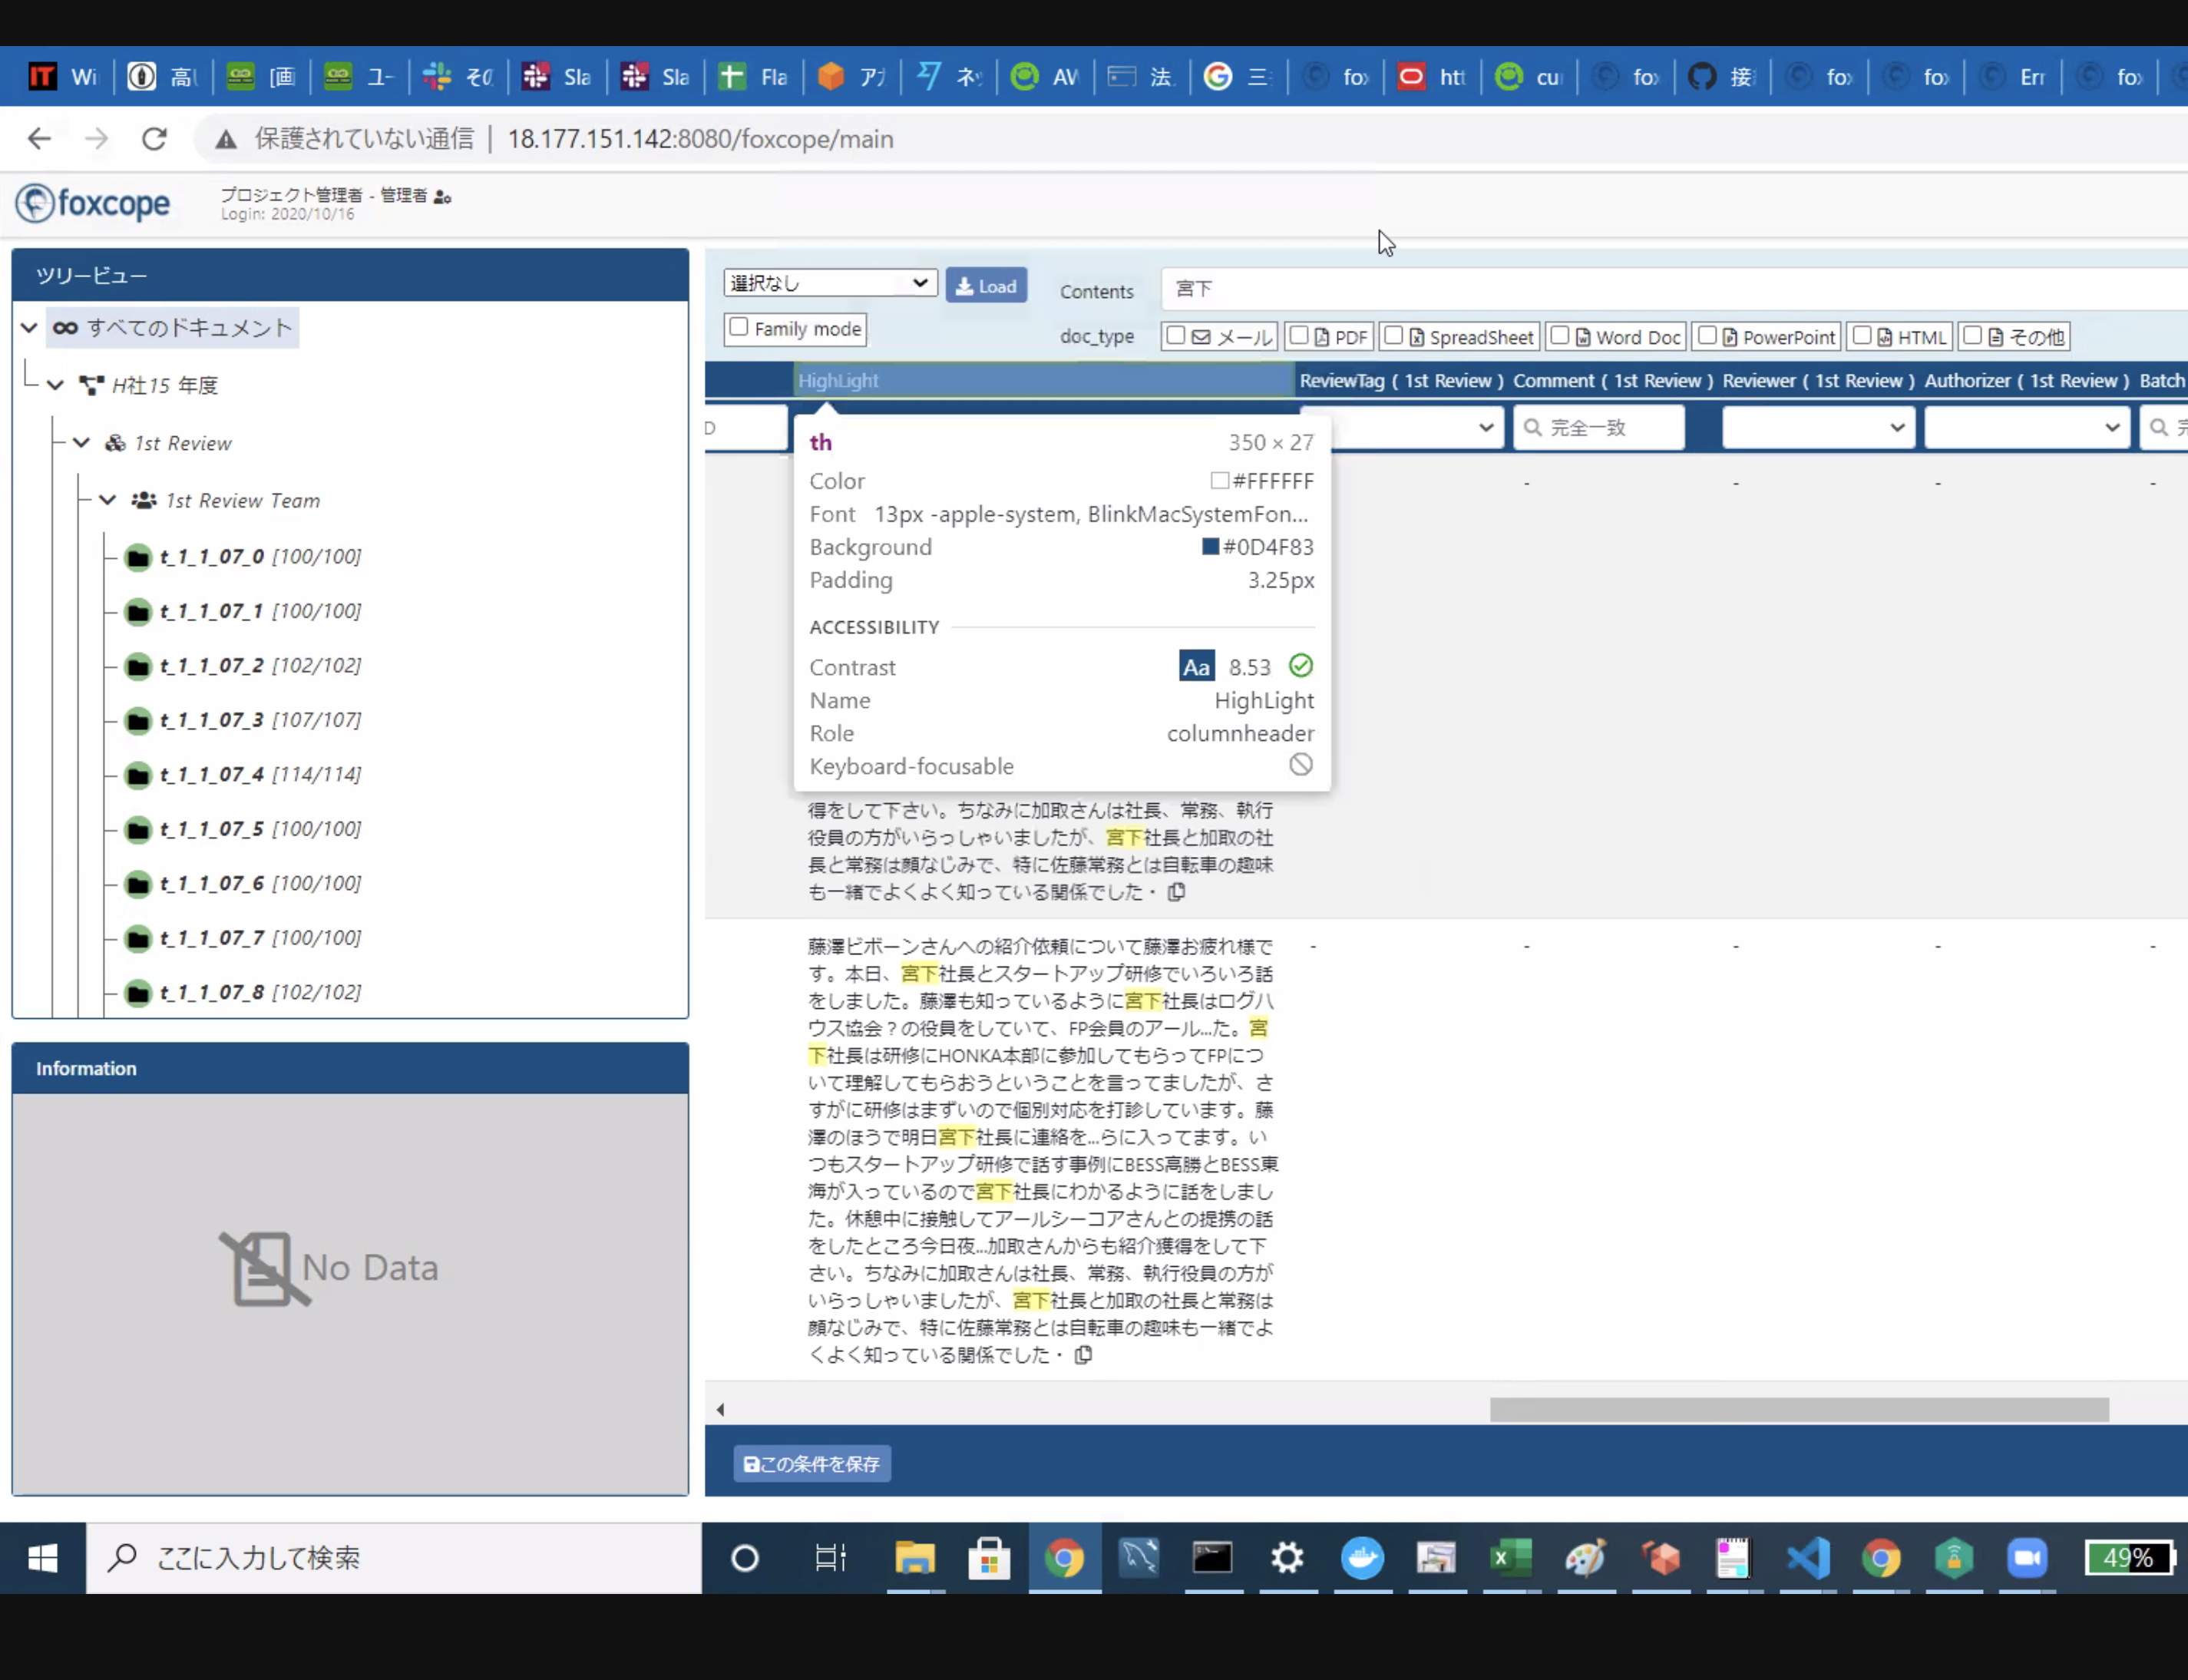 Wi 高 [画 ユー その Sla Sla Fla アプ ネ AW 法 三 fo htt cu fo 接 fo fo Err fo
保護されていない通信 | 18.177.151.142:8080/foxcope/main
foxcope
プロジェクト管理者 - 管理者
Login: 2020/10/16
ツリービュー
すべてのドキュメント
H社15 年度
1st Review
1st Review Team
t_1_1_07_0 [100/100]
t_1_1_07_1 [100/100]
t_1_1_07_2 [102/102]
t_1_1_07_3 [107/107]
t_1_1_07_4 [114/114]
t_1_1_07_5 [100/100]
t_1_1_07_6 [100/100]
t_1_1_07_7 [100/100]
t_1_1_07_8 [102/102]
Information
No Data
選択なし Load Contents 宮下
Family mode doc_type メール PDF SpreadSheet Word Doc PowerPoint HTML その他
HighLight ReviewTag ( 1st Review ) Comment ( 1st Review ) Reviewer ( 1st Review ) Authorizer ( 1st Review ) Batch
完全一致
th 350 × 27
Color #FFFFFF
Font 13px -apple-system, BlinkMacSystemFon...
Background #0D4F83
Padding 3.25px
ACCESSIBILITY
Contrast Aa 8.53
Name HighLight
Role columnheader
Keyboard-focusable
- - - -
得をして下さい。ちなみに加取さんは社長、常務、執行
役員の方がいらっしゃいましたが、宮下社長と加取の社
長と常務は顔なじみで、特に佐藤常務とは自転車の趣味
も一緒でよくよく知っている関係でした・
藤澤ビボーンさんへの紹介依頼について藤澤お疲れ様で - - - - -
す。本日、宮下社長とスタートアップ研修でいろいろ話
をしました。藤澤も知っているように宮下社長はログハ
ウス協会？の役員をしていて、FP会員のアール...た。宮
下社長は研修にHONKA本部に参加してもらってFPにつ
いて理解してもらおうということを言ってましたが、さ
すがに研修はまずいので個別対応を打診しています。藤
澤のほうで明日宮下社長に連絡を...らに入ってます。い
つもスタートアップ研修で話す事例にBESS高勝とBESS東
海が入っているので宮下社長にわかるように話をしまし
た。休憩中に接触してアールシーコアさんとの提携の話
をしたところ今日夜...加取さんからも紹介獲得をして下
さい。ちなみに加取さんは社長、常務、執行役員の方が
いらっしゃいましたが、宮下社長と加取の社長と常務は
顔なじみで、特に佐藤常務とは自転車の趣味も一緒でよ
くよく知っている関係でした・
この条件を保存
ここに入力して検索 49%